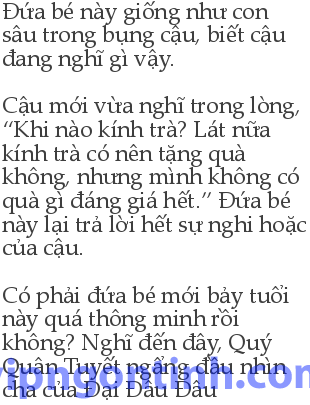 Đứa bé này giống như con
sâu trong bụng cậu, biết cậu
đang nghĩ gì vậy.
Cậu mới vừa nghĩ trong lòng,
“Khi nào kính trà? Lát nữa
kính trà có nên tặng quà
không, nhưng mình không có
quà gì đáng giá hết.” Đứa bé
này lại trả lời hết sự nghi hoặc
của cậu.
Có phải đứa bé mới bảy tuổi
này quá thông minh rồi
không? Nghĩ đến đây, Quý
Quân Tuyết ngẩng đầu nhìn
cha của Đại Đầu Đầu
vipngontinh.com